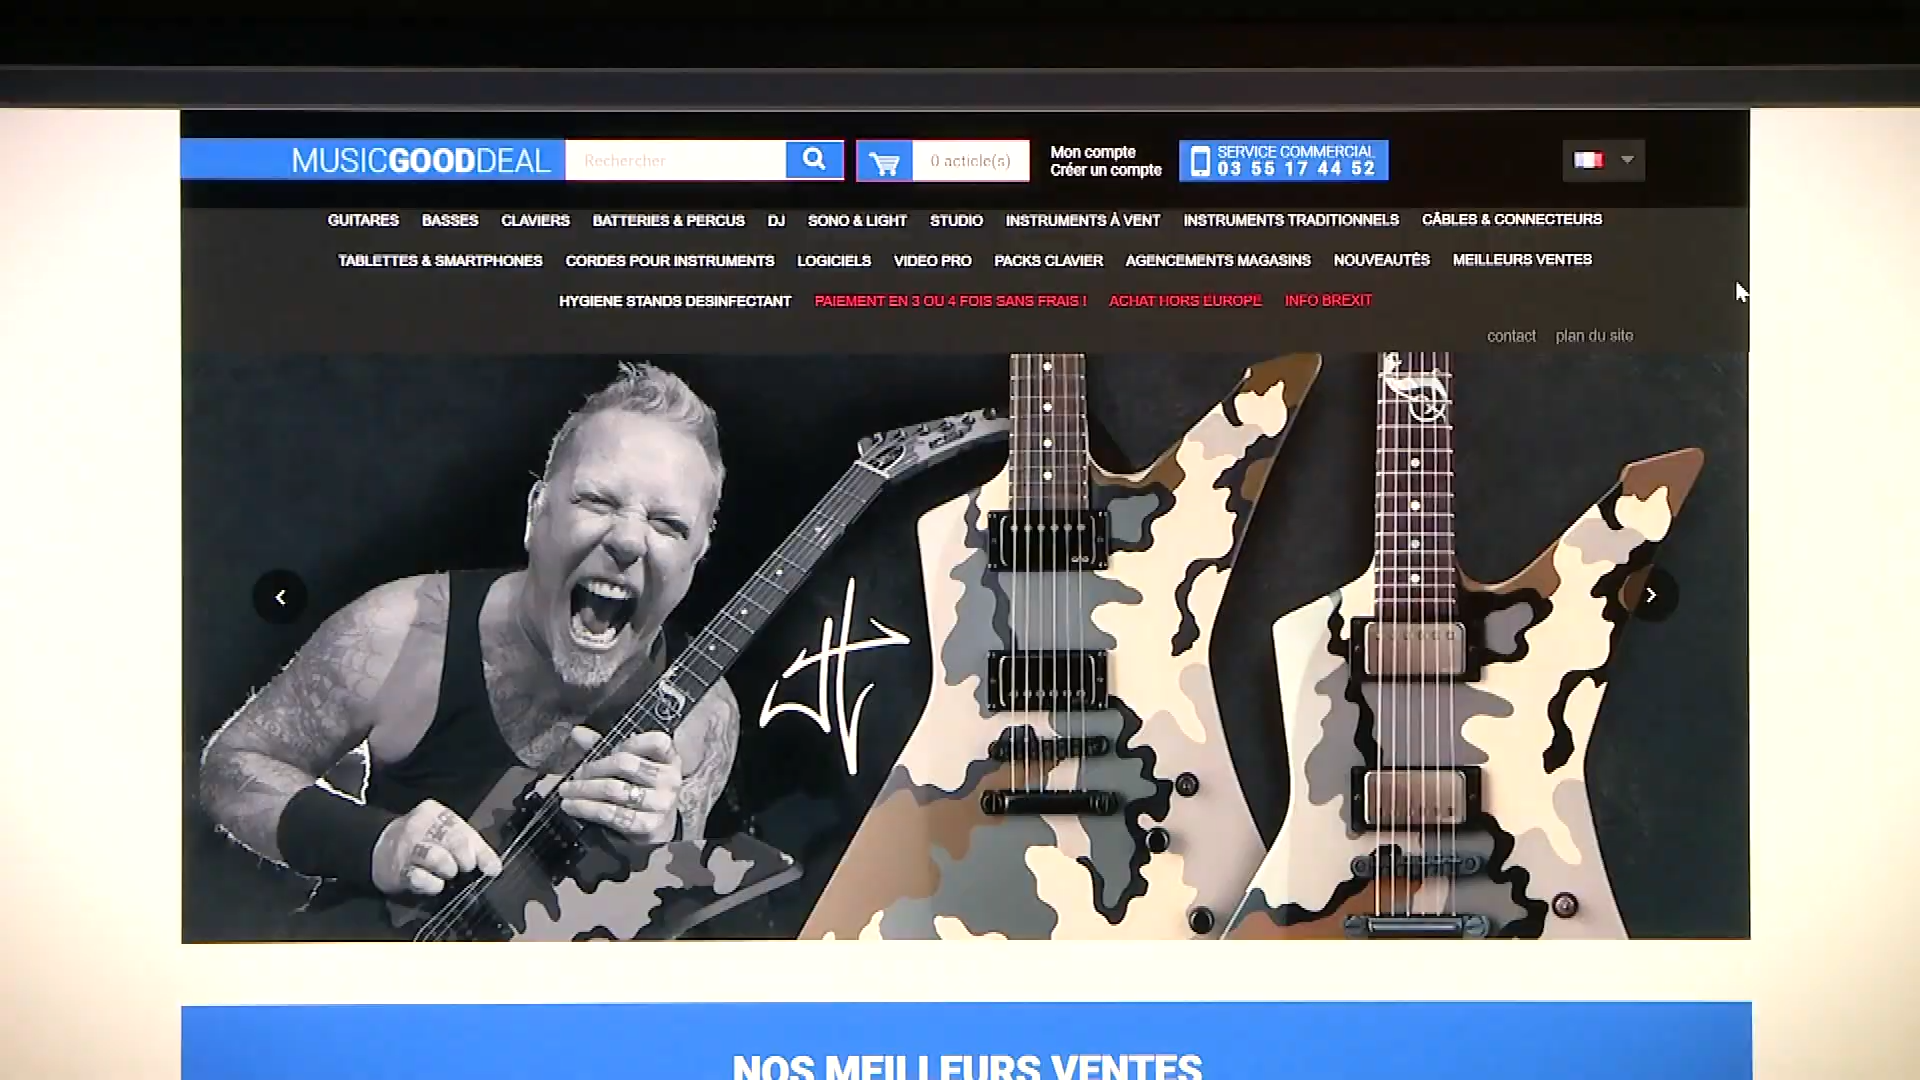 MUSICGOODDEAL
Rechercher
0 article(s)
Mon compte
Créer un compte
SERVICE COMMERCIAL
03 55 17 44 52
GUITARES BASSES CLAVIERS BATTERIES & PERCUS DJ SONO & LIGHT STUDIO INSTRUMENTS À VENT INSTRUMENTS TRADITIONNELS CÂBLES & CONNECTEURS
TABLETTES & SMARTPHONES CORDES POUR INSTRUMENTS LOGICIELS VIDEO PRO PACKS CLAVIER AGENCEMENTS MAGASINS NOUVEAUTÉS MEILLEURS VENTES
HYGIENE STANDS DESINFECTANT PAIEMENT EN 3 OU 4 FOIS SANS FRAIS ! ACHAT HORS EUROPE INFO BREXIT
contact plan du site
NOS MEILLEURS VENTES